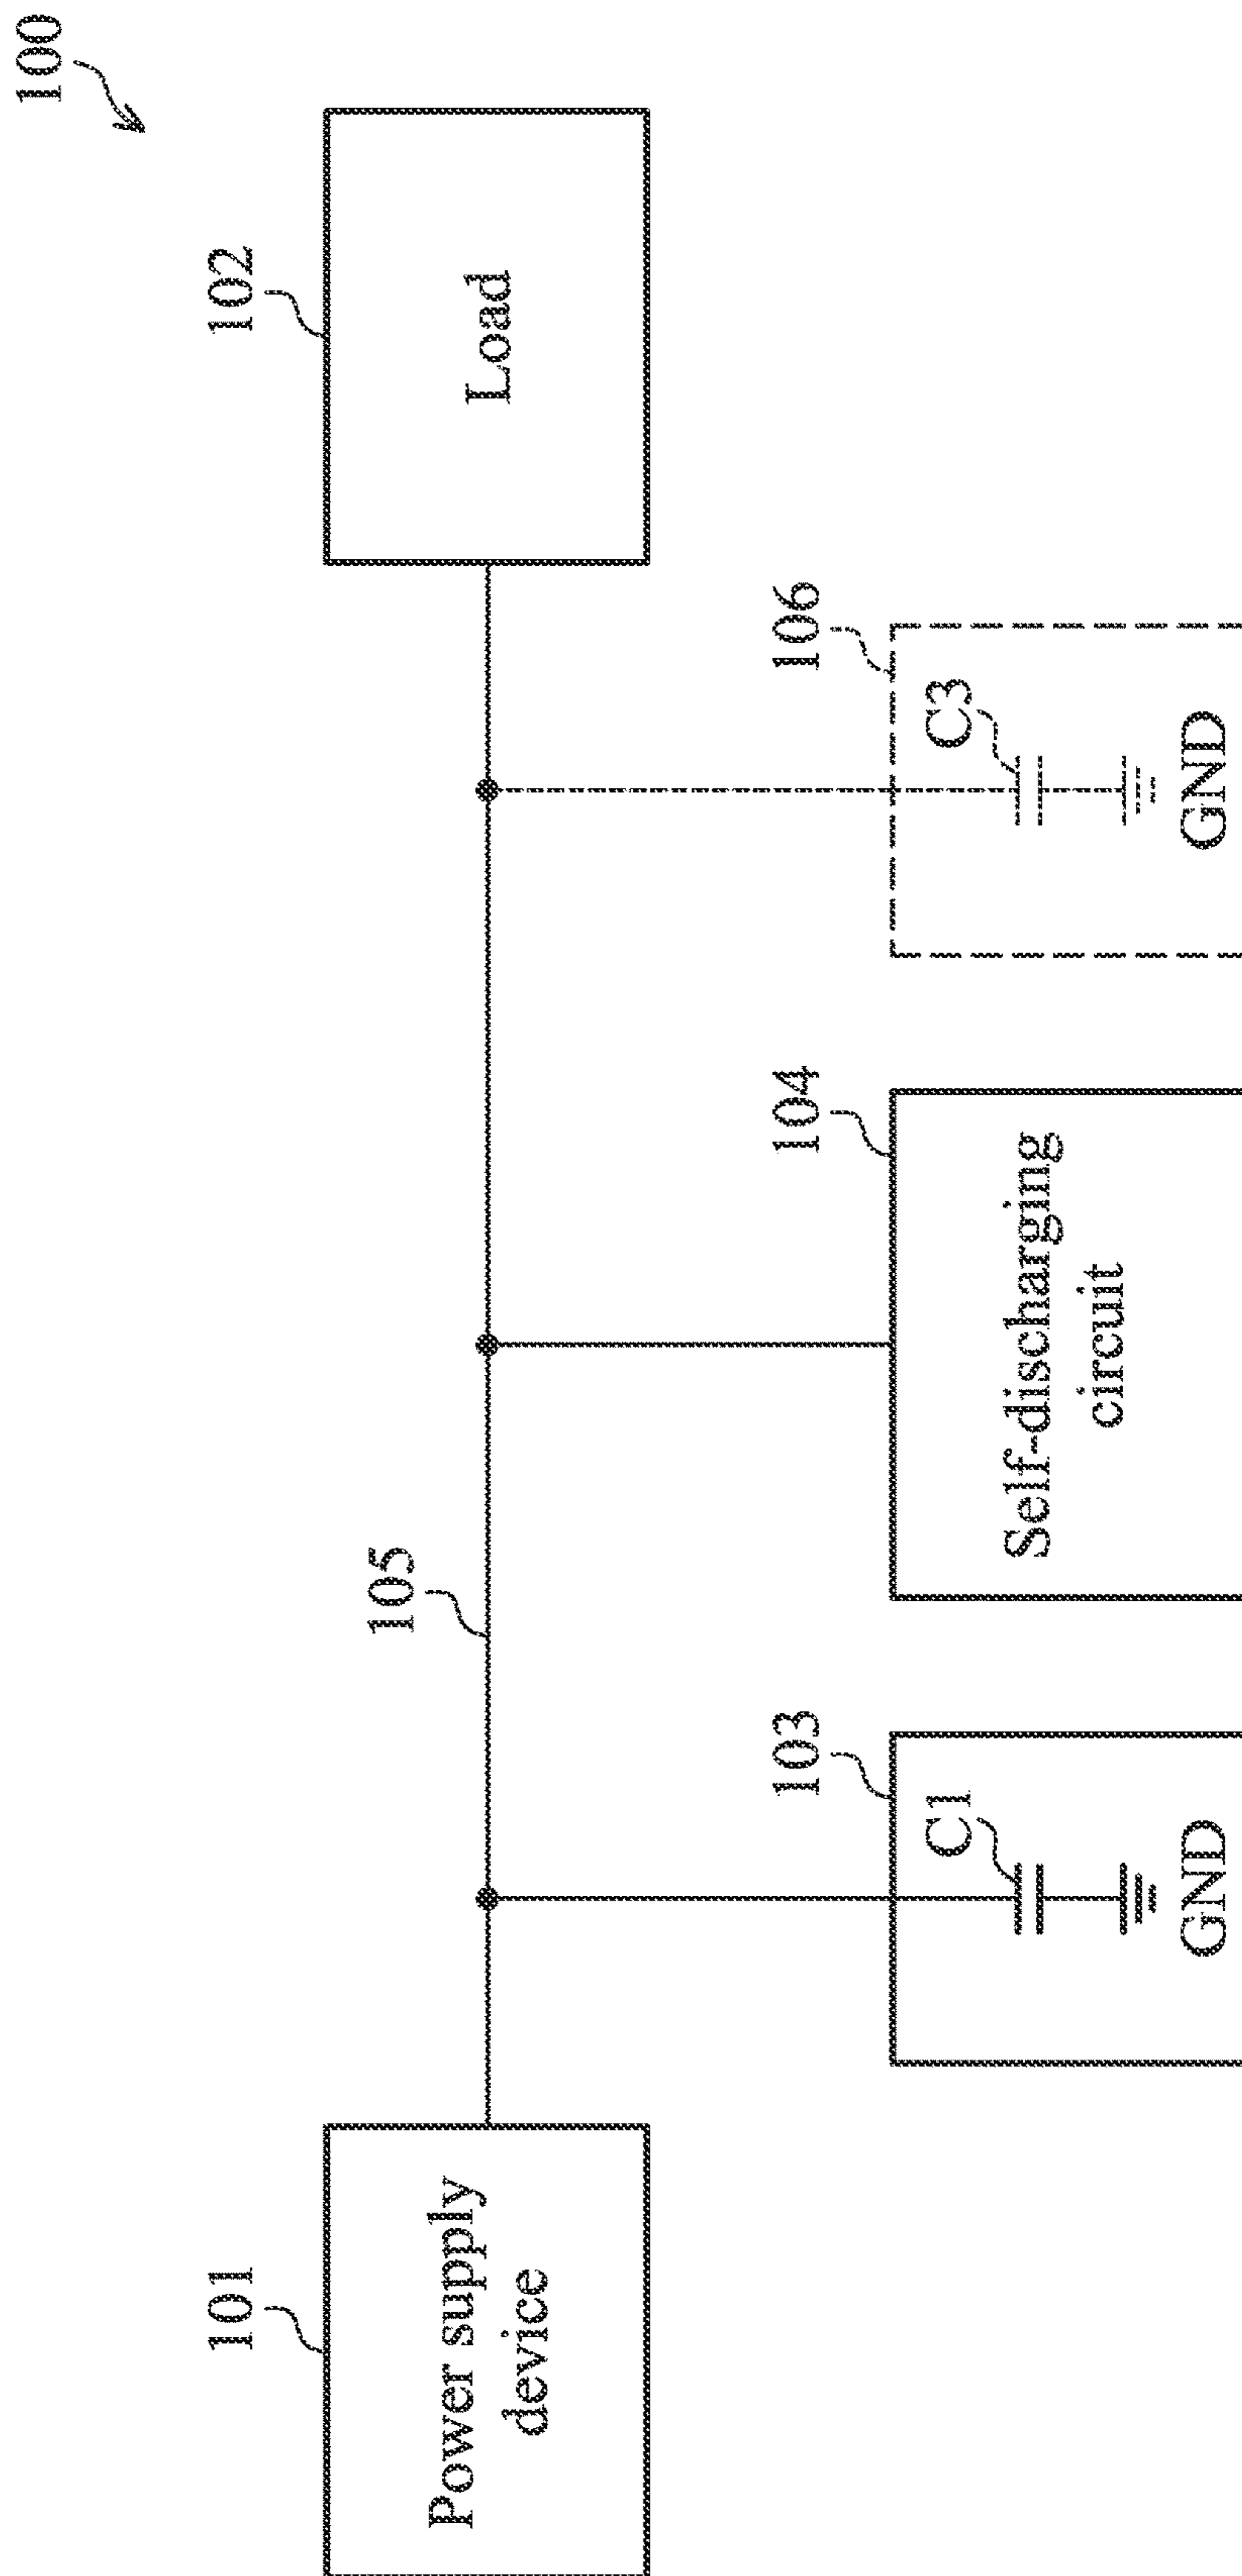 100
101
Power supply
device
105
102
Load
103
C1
GND
104
Self-discharging
circuit
106
C3
GND